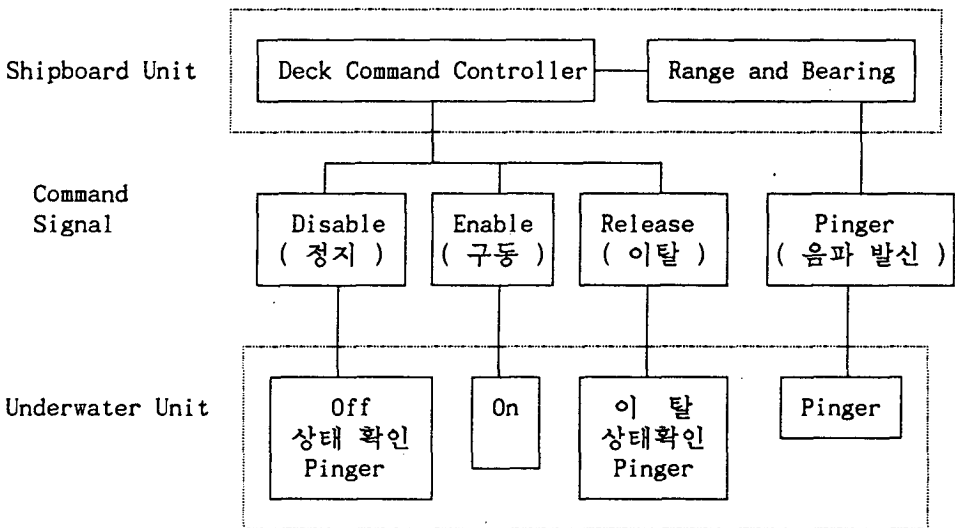 Shipboard Unit
Deck Command Controller
Range and Bearing
Command
Signal
Disable
( 정지 )
Enable
( 구동 )
Release
( 이탈 )
Pinger
( 음파 발신 )
Underwater Unit
Off
상태 확인
Pinger
On
이 탈
상태확인
Pinger
Pinger